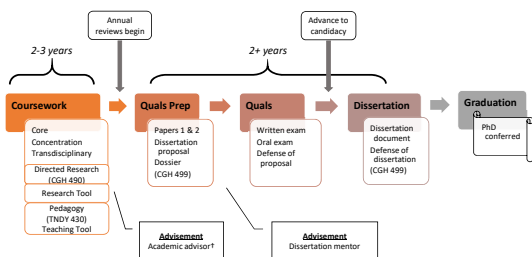 Annual
reviews begin
Advance to
candidacy
2-3 years
2+ years
Coursework
Quals Prep
Quals
Dissertation
Graduation
Core
Concentration
Transdisciplinary
Directed Research
(CGH 490)
Research Tool
Pedagogy
(TNDY 430)
Teaching Tool
Papers 1 & 2
Dissertation
proposal
Dossier
(CGH 499)
Written exam
Oral exam
Defense of
proposal
Dissertation
document
Defense of
dissertation
(CGH 499)
PhD
conferred
Advisement
Academic advisor†
Advisement
Dissertation mentor